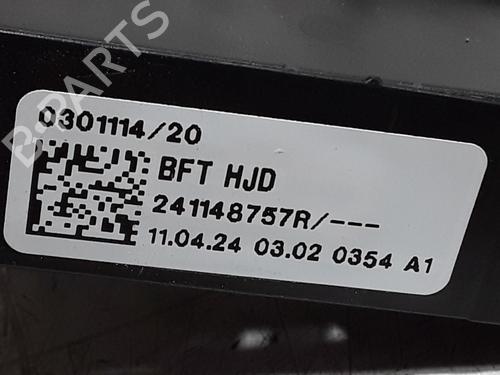 B-PARTS
0301114/20
BFT HJD
241148757R/---
11.04.24 03.02 0354 A1